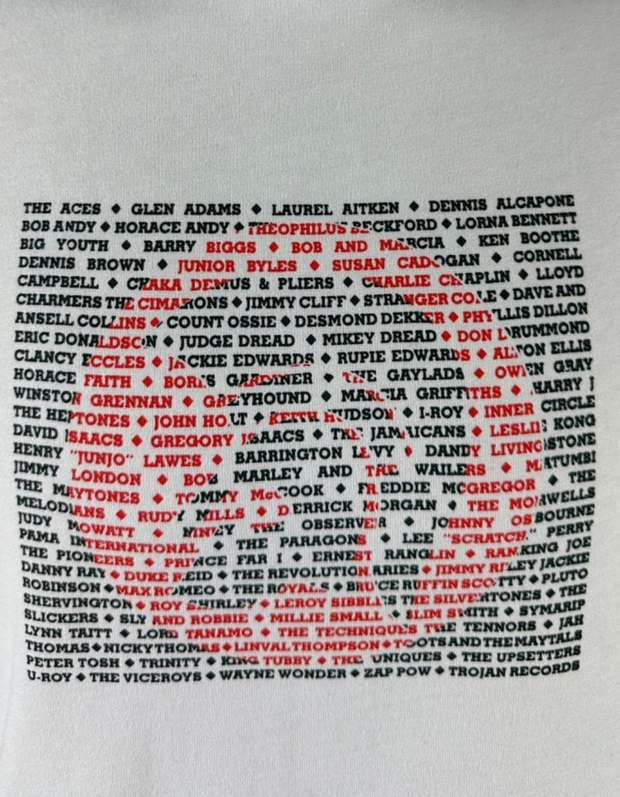 THE ACES ◆ GLEN ADAMS ◆ LAUREL AITKEN ◆ DENNIS ALCAPONE
BOB ANDY ◆ HORACE ANDY ◆ THEOPHILUS BECKFORD ◆ LORNA BENNETT
BIG YOUTH ◆ BARRY BIGGS ◆ BOB AND MARCIA ◆ KEN BOOTHE
DENNIS BROWN ◆ JUNIOR BYLES ◆ SUSAN CADOGAN ◆ CORNELL
CAMPBELL ◆ CHAKA DEMUS & PLIERS ◆ CHARLIE CHAPLIN ◆ LLOYD
CHARMERS THE CIMARONS ◆ JIMMY CLIFF ◆ STRANGER COLE ◆ DAVE AND
ANSELL COLLINS ◆ COUNT OSSIE ◆ DESMOND DEKKER ◆ PHYLLIS DILLON
ERIC DONALDSON ◆ JUDGE DREAD ◆ MIKEY DREAD ◆ DON DRUMMOND
CLANCY ECCLES ◆ JACKIE EDWARDS ◆ RUPIE EDWARDS ◆ ALTON ELLIS
HORACE FAITH ◆ BORIS GARDINER ◆ THE GAYLADS ◆ OWEN GRAY
WINSTON GRENNAN ◆ GREYHOUND ◆ MARCIA GRIFFITHS ◆ HARRY J
THE HEPTONES ◆ JOHN HOLT ◆ KEITH HUDSON ◆ I-ROY ◆ INNER CIRCLE
DAVID ISAACS ◆ GREGORY ISAACS ◆ THE JAMAICANS ◆ LESLIE KONG
HENRY "JUNJO" LAWES ◆ BARRINGTON LEVY ◆ DANDY LIVINGSTONE
JIMMY LONDON ◆ BOB MARLEY AND THE WAILERS ◆ MATUMBI
THE MAYTONES ◆ TOMMY McCOOK ◆ FREDDIE MCGREGOR ◆ THE
MELODIANS ◆ RUDY MILLS ◆ DERRICK MORGAN ◆ THE MORWELLS
JUDY MOWATT ◆ NINEY THE OBSERVER ◆ JOHNNY OSBOURNE
PAMA INTERNATIONAL ◆ THE PARAGONS ◆ LEE "SCRATCH" PERRY
THE PIONEERS ◆ PRINCE FAR I ◆ ERNEST RANGLIN ◆ RANKING JOE
DANNY RAY ◆ DUKE REID ◆ THE REVOLUTIONARIES ◆ JIMMY RILEY JACKIE
ROBINSON ◆ MAX ROMEO ◆ THE ROYALS ◆ BRUCE RUFFIN SCOTTY ◆ PLUTO
SHERVINGTON ◆ ROY SHIRLEY ◆ LEROY SIBBLES THE SILVERTONES ◆ THE
SLICKERS ◆ SLY AND ROBBIE ◆ MILLIE SMALL ◆ SLIM SMITH ◆ SYMARIP
LYNN TAITT ◆ LORD TANAMO ◆ THE TECHNIQUES THE TENNORS ◆ JAH
THOMAS ◆ NICKY THOMAS ◆ LINVAL THOMPSON ◆ TOOTS AND THE MAYTALS
PETER TOSH ◆ TRINITY ◆ KING TUBBY ◆ THE UNIQUES ◆ THE UPSETTERS
U-ROY ◆ THE VICEROYS ◆ WAYNE WONDER ◆ ZAP POW ◆ TROJAN RECORDS